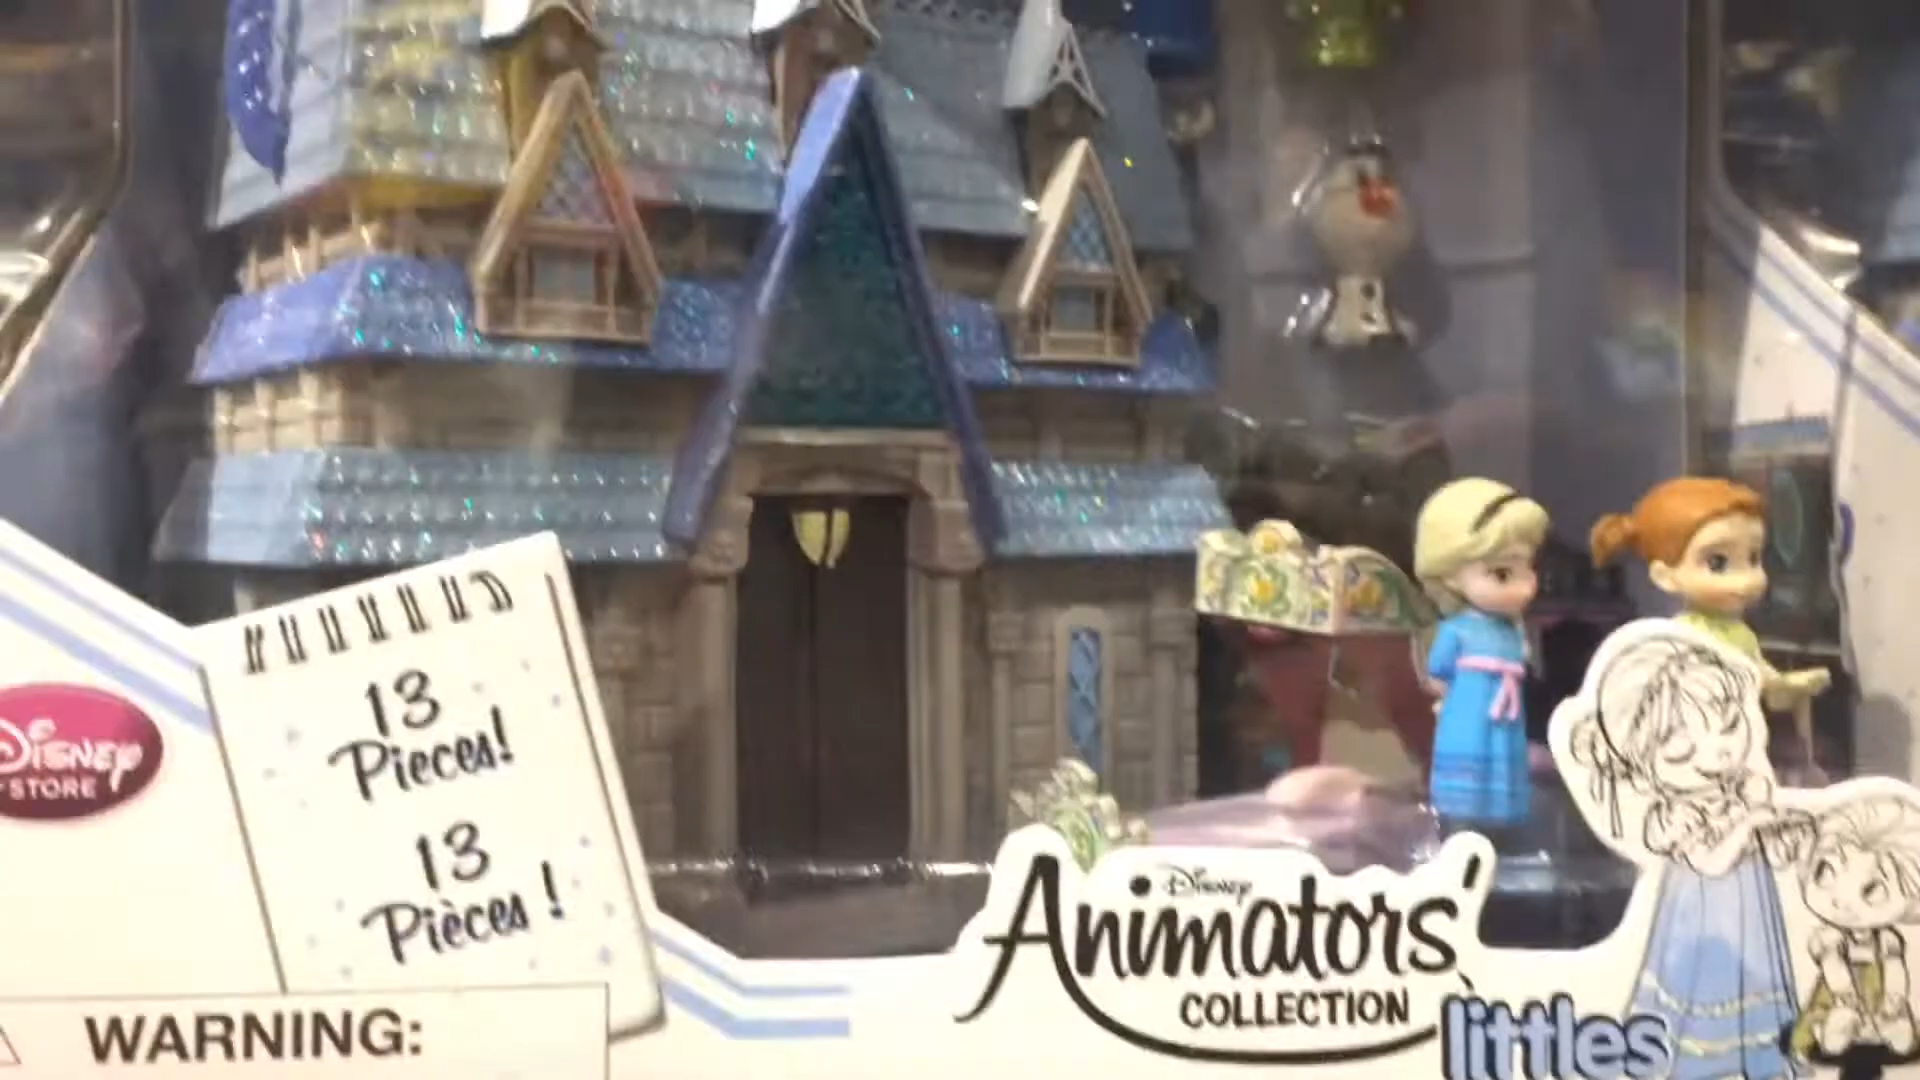 13
Pieces!
13
Pièces !
Disney
STORE
WARNING:
Disney
Animators'
COLLECTION
littles